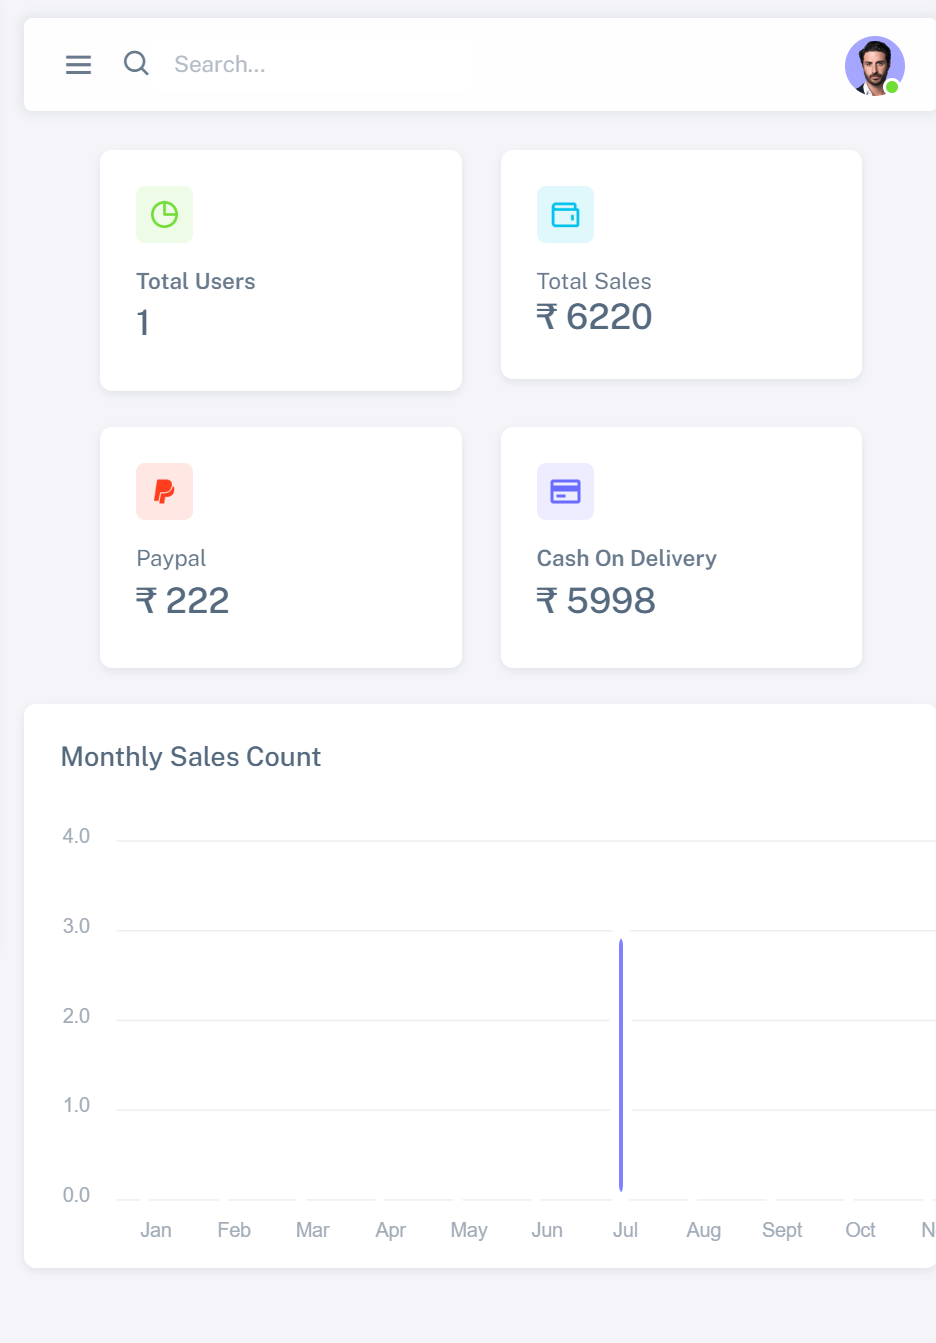 Search...
Total Users
1
Total Sales
₹ 6220
Paypal
₹ 222
Cash On Delivery
₹ 5998
Monthly Sales Count
4.0
3.0
2.0
1.0
0.0
Jan Feb Mar Apr May Jun Jul Aug Sept Oct